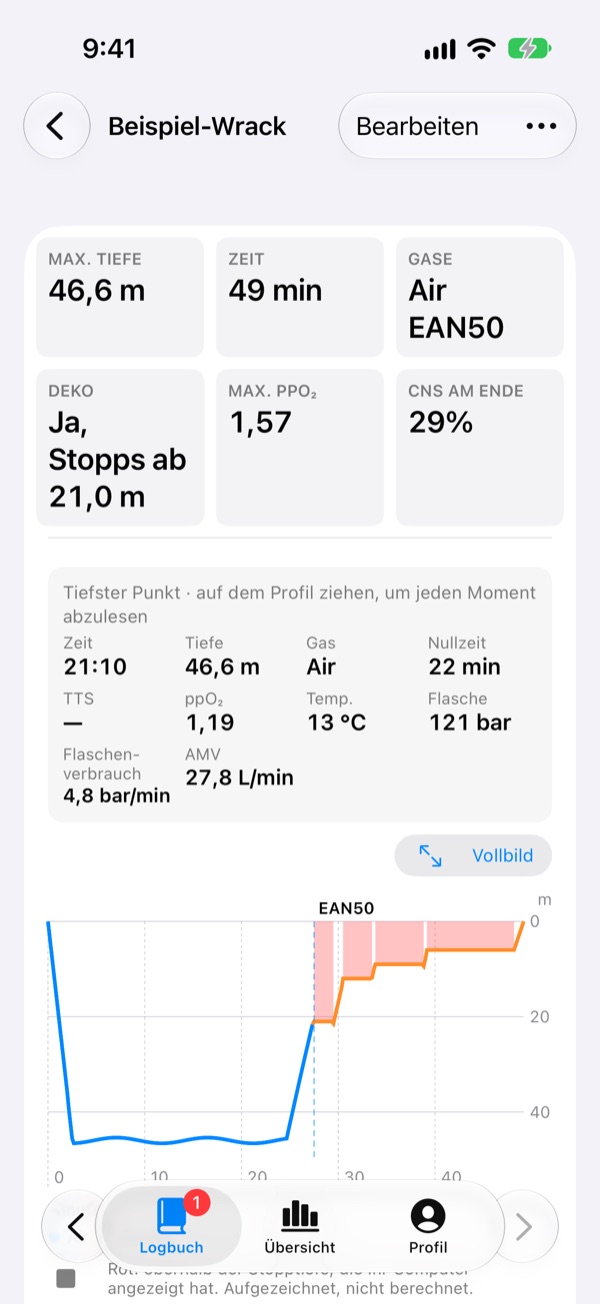 9:41
Beispiel-Wrack
Bearbeiten
MAX. TIEFE
46,6 m
ZEIT
49 min
GASE
Air
EAN50
DEKO
Ja,
Stopps ab
21,0 m
MAX. PPO₂
1,57
CNS AM ENDE
29%
Tiefster Punkt · auf dem Profil ziehen, um jeden Moment
abzulesen
Zeit
21:10
Tiefe
46,6 m
Gas
Air
Nullzeit
22 min
TTS
—
ppO₂
1,19
Temp.
13 °C
Flasche
121 bar
Flaschen-
verbrauch
4,8 bar/min
AMV
27,8 L/min
Vollbild
EAN50
m
0
20
40
0 10 20 30 40
1
Logbuch
Übersicht
Profil
angezeigt hat. Aufgezeichnet, nicht berechnet.